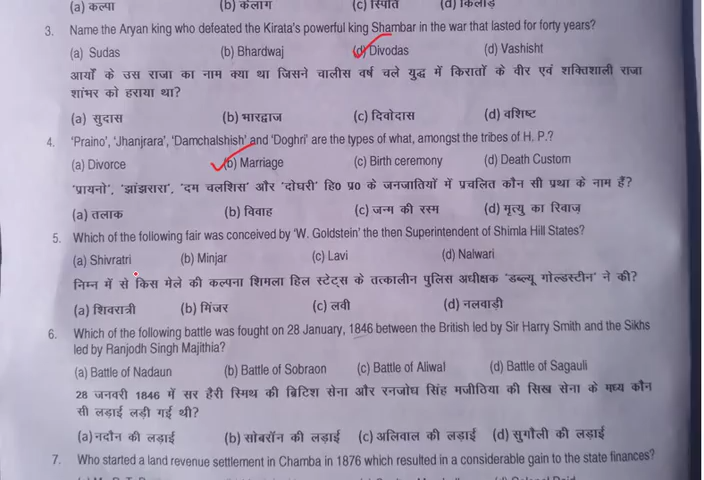 (a) कल्पा (b) कलांग (c) स्पिति (d) किलाड़
3. Name the Aryan king who defeated the Kirata's powerful king Shambar in the war that lasted for forty years?
(a) Sudas (b) Bhardwaj (c) Divodas (d) Vashisht
आर्यों के उस राजा का नाम क्या था जिसने चालीस वर्ष चले युद्ध में किरातों के वीर एवं शक्तिशाली राजा
शांभर को हराया था?
(a) सुदास (b) भारद्वाज (c) दिवोदास (d) वशिष्ट
4. 'Praino', 'Jhanjrara', 'Damchalshish' and 'Doghri' are the types of what, amongst the tribes of H. P.?
(a) Divorce (b) Marriage (c) Birth ceremony (d) Death Custom
'प्रायनो', 'झांझरारा', 'दम चलशिस' और 'दोघरी' हि0 प्र0 के जनजातियों में प्रचलित कौन सी प्रथा के नाम हैं?
(a) तलाक (b) विवाह (c) जन्म की रस्म (d) मृत्यु का रिवाज़
5. Which of the following fair was conceived by 'W. Goldstein' the then Superintendent of Shimla Hill States?
(a) Shivratri (b) Minjar (c) Lavi (d) Nalwari
निम्न में से किस मेले की कल्पना शिमला हिल स्टेट्स के तत्कालीन पुलिस अधीक्षक 'डब्ल्यू गोल्डस्टीन' ने की?
(a) शिवरात्री (b) मिंजर (c) लवी (d) नलवाड़ी
6. Which of the following battle was fought on 28 January, 1846 between the British led by Sir Harry Smith and the Sikhs
led by Ranjodh Singh Majithia?
(a) Battle of Nadaun (b) Battle of Sobraon (c) Battle of Aliwal (d) Battle of Sagauli
28 जनवरी 1846 में सर हैरी स्मिथ की ब्रिटिश सेना और रनजोध सिंह मजीठिया की सिख सेना के मध्य कौन
सी लड़ाई लड़ी गई थी?
(a) नदौन की लड़ाई (b) सोबरॉन की लड़ाई (c) अलिवाल की लड़ाई (d) सुगौली की लड़ाई
7. Who started a land revenue settlement in Chamba in 1876 which resulted in a considerable gain to the state finances?